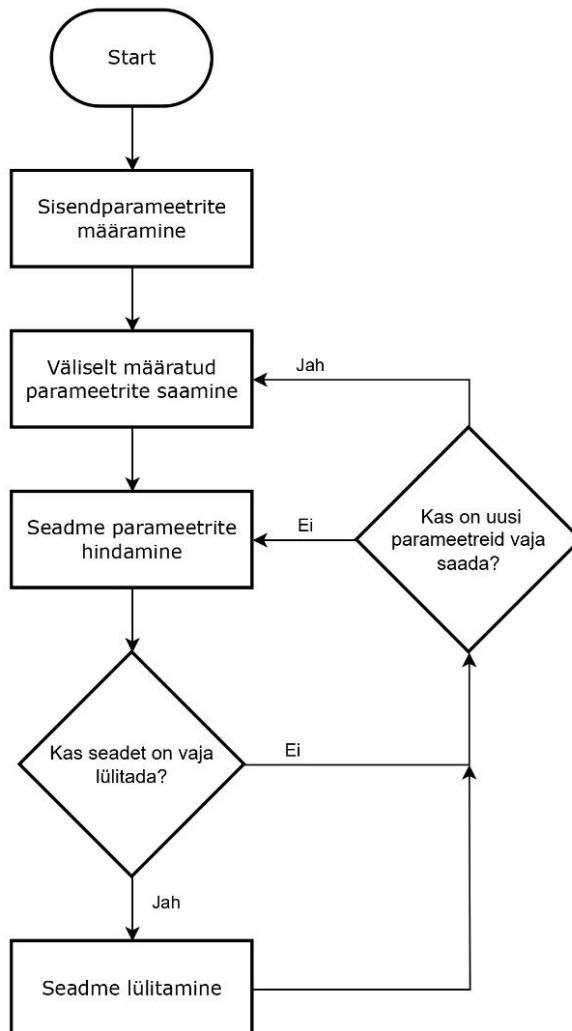 Start
Sisendparameetrite
määramine
Väliselt määratud
parameetrite saamine
Jah
Seadme parameetrite
hindamine
Ei
Kas on uusi
parameetreid vaja
saada?
Kas seadet on vaja
lülitada?
Ei
Jah
Seadme lülitamine